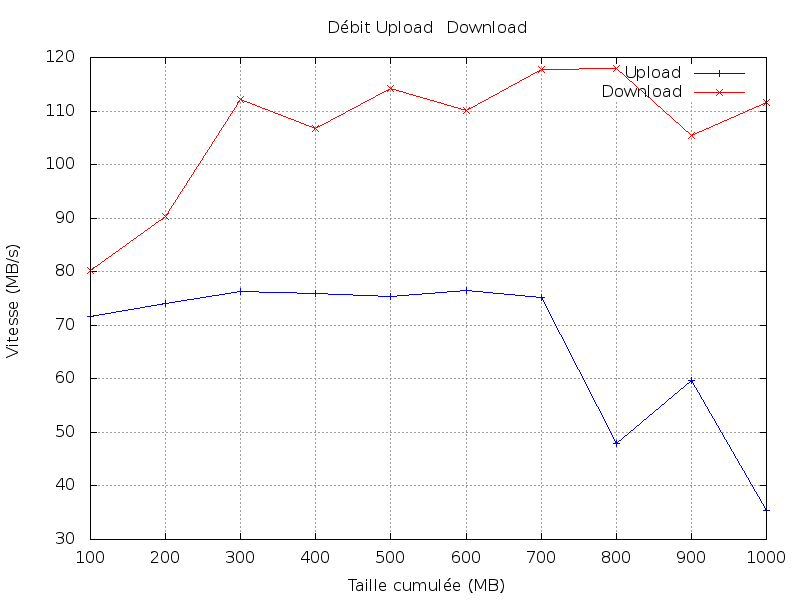 Débit Upload  Download
120
Upload
Download
110
100
90
80
70
60
50
40
30
Vitesse (MB/s)
100 200 300 400 500 600 700 800 900 1000
Taille cumulée (MB)